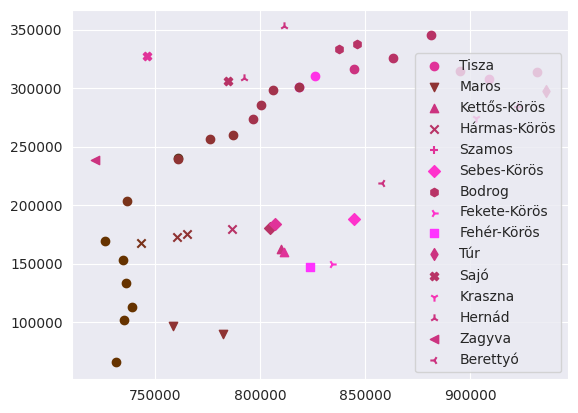 350000
300000
250000
200000
150000
100000
750000
800000
850000
900000
Tisza
Maros
Kettős-Körös
Hármas-Körös
Szamos
Sebes-Körös
Bodrog
Fekete-Körös
Fehér-Körös
Túr
Sajó
Kraszna
Hernád
Zagyva
Berettyó